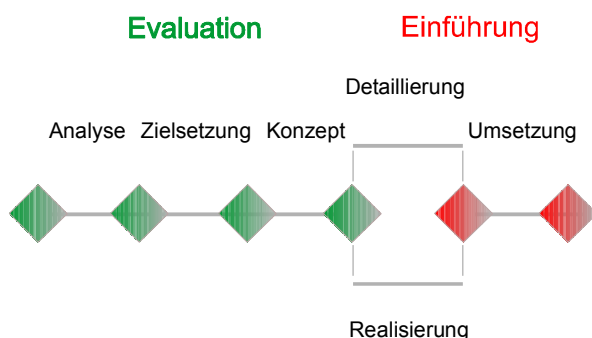 Evaluation Einführung
Detaillierung
Analyse Zielsetzung Konzept Umsetzung
Realisierung